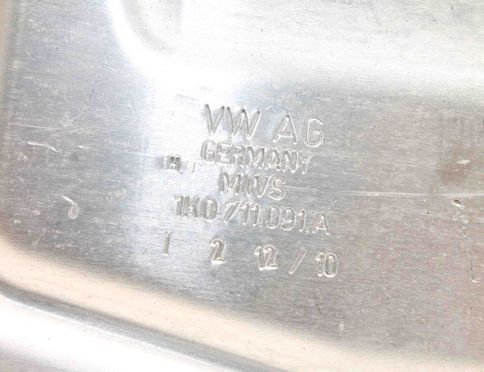 VW AG
GERMANY
MWS
1K0.711.091.A
1 2 12/10